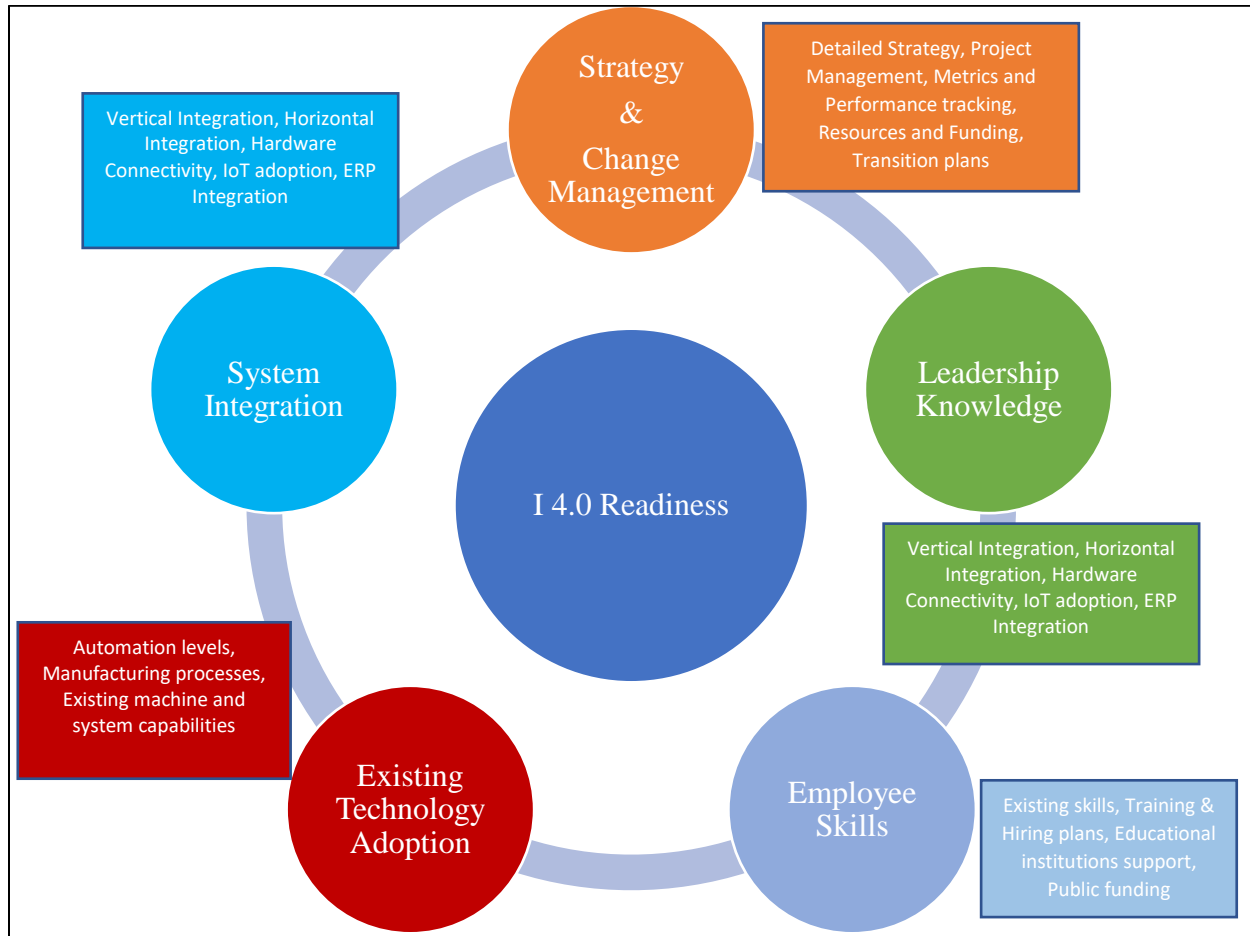 Strategy
&
Change
Management
Detailed Strategy, Project
Management, Metrics and
Performance tracking,
Resources and Funding,
Transition plans
Vertical Integration, Horizontal
Integration, Hardware
Connectivity, IoT adoption, ERP
Integration
System
Integration
Leadership
Knowledge
I 4.0 Readiness
Vertical Integration, Horizontal
Integration, Hardware
Connectivity, IoT adoption, ERP
Integration
Automation levels,
Manufacturing processes,
Existing machine and
system capabilities
Existing
Technology
Adoption
Employee
Skills
Existing skills, Training &
Hiring plans, Educational
institutions support,
Public funding